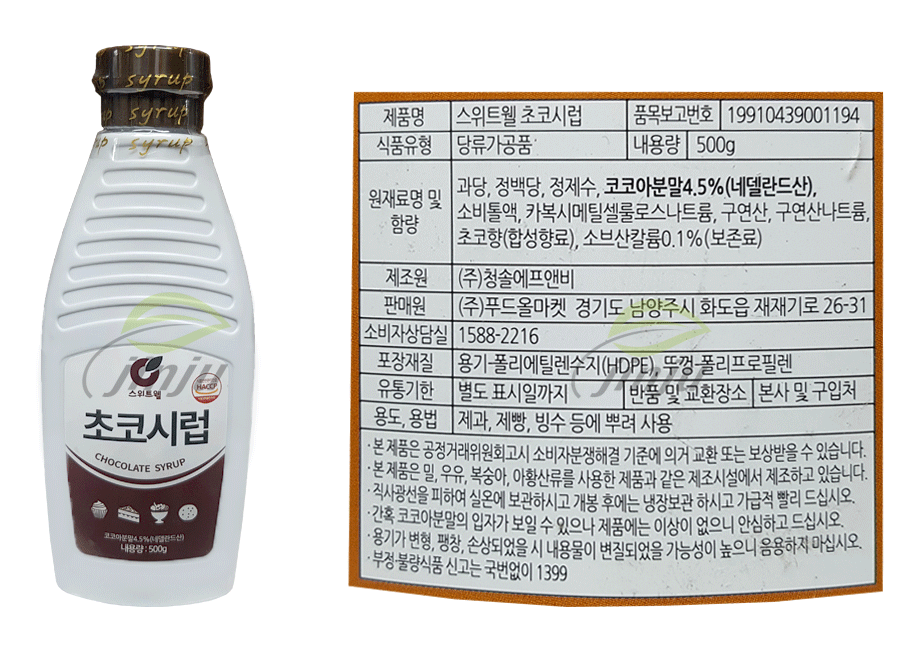 syrup
syrup
syrup
스위트웰
HACCP
초코시럽
CHOCOLATE SYRUP
코코아분말4.5%(네델란드산)
내용량 : 500g
jinju
제품명 스위트웰 초코시럽 품목보고번호 19910439001194
식품유형 당류가공품 내용량 500g
원재료명 및 함량 과당, 정백당, 정제수, 코코아분말4.5%(네델란드산),
소비톨액, 카복시메틸셀룰로스나트륨, 구연산, 구연산나트륨,
초코향(합성향료), 소브산칼륨0.1%(보존료)
제조원 (주)청솔에프앤비
판매원 (주)푸드올마켓 경기도 남양주시 화도읍 재재기로 26-31
소비자상담실 1588-2216
포장재질 용기-폴리에틸렌수지(HDPE), 뚜껑-폴리프로필렌
유통기한 별도 표시일까지 반품 및 교환장소 본사 및 구입처
용도, 용법 제과, 제빵, 빙수 등에 뿌려 사용
· 본 제품은 공정거래위원회고시 소비자분쟁해결 기준에 의거 교환 또는 보상받을 수 있습니다.
· 본 제품은 밀, 우유, 복숭아, 아황산류를 사용한 제품과 같은 제조시설에서 제조하고 있습니다.
· 직사광선을 피하여 실온에 보관하시고 개봉 후에는 냉장보관 하시고 가급적 빨리 드십시오.
· 간혹 코코아분말의 입자가 보일 수 있으나 제품에는 이상이 없으니 안심하고 드십시오.
· 용기가 변형, 팽창, 손상되었을 시 내용물이 변질되었을 가능성이 높으니 음용하지 마십시오.
· 부정·불량식품 신고는 국번없이 1399
jinju